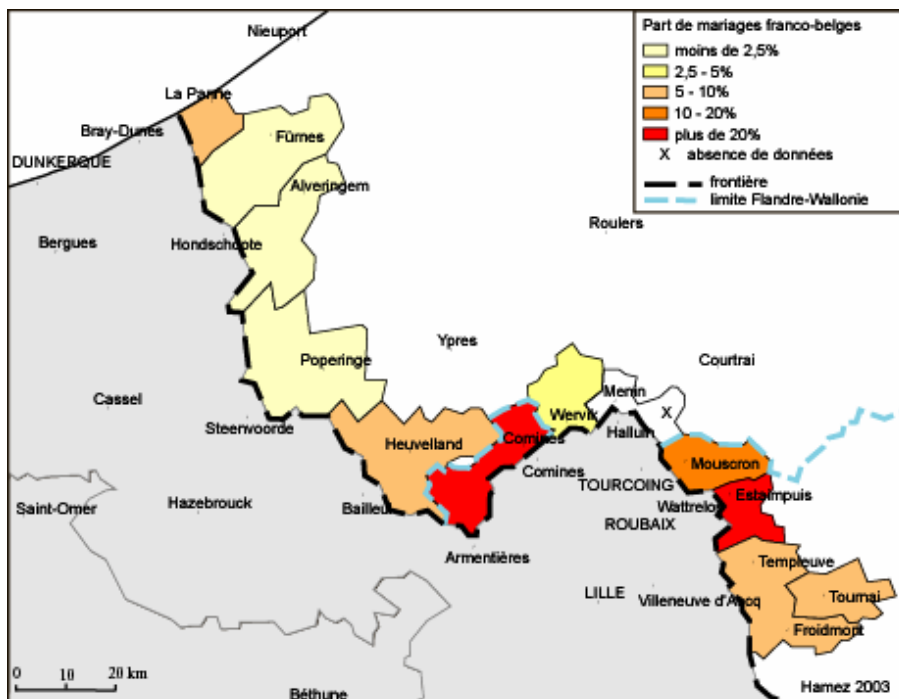 Part de mariages franco-belges
moins de 2,5%
2,5 - 5%
5 - 10%
10 - 20%
plus de 20%
X absence de données
frontière
limite Flandre-Wallonie
Nieuport
La Panne
Bray-Dunes
Fûrnes
DUNKERQUE
Alveringem
Roulers
Bergues
Hondschoote
Ypres
Poperinge
Courtrai
Cassel
Menin
X
Wervik
Steenvoorde
Halluin
Heuvelland
Comines
Mouscron
Comines
TOURCOING
Estaimpuis
Saint-Omer
Hazebrouck
Bailleul
Wattrelos
ROUBAIX
Armentières
Templeuve
LILLE
Villeneuve d'Ascq
Tournai
Froidmont
0 10 20 km
Béthune
Hamez 2003